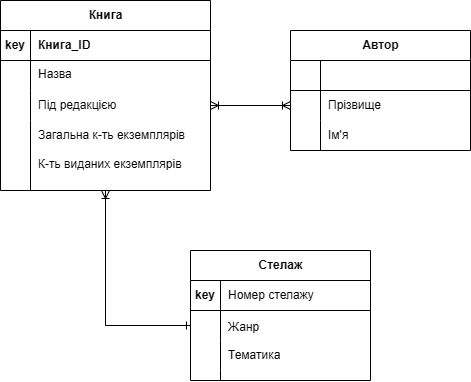 Книга
key Книга_ID
Назва
Під редакцією
Загальна к-ть екземплярів
К-ть виданих екземплярів
Автор
Прізвище
Ім'я
Стелаж
key Номер стелажу
Жанр
Тематика